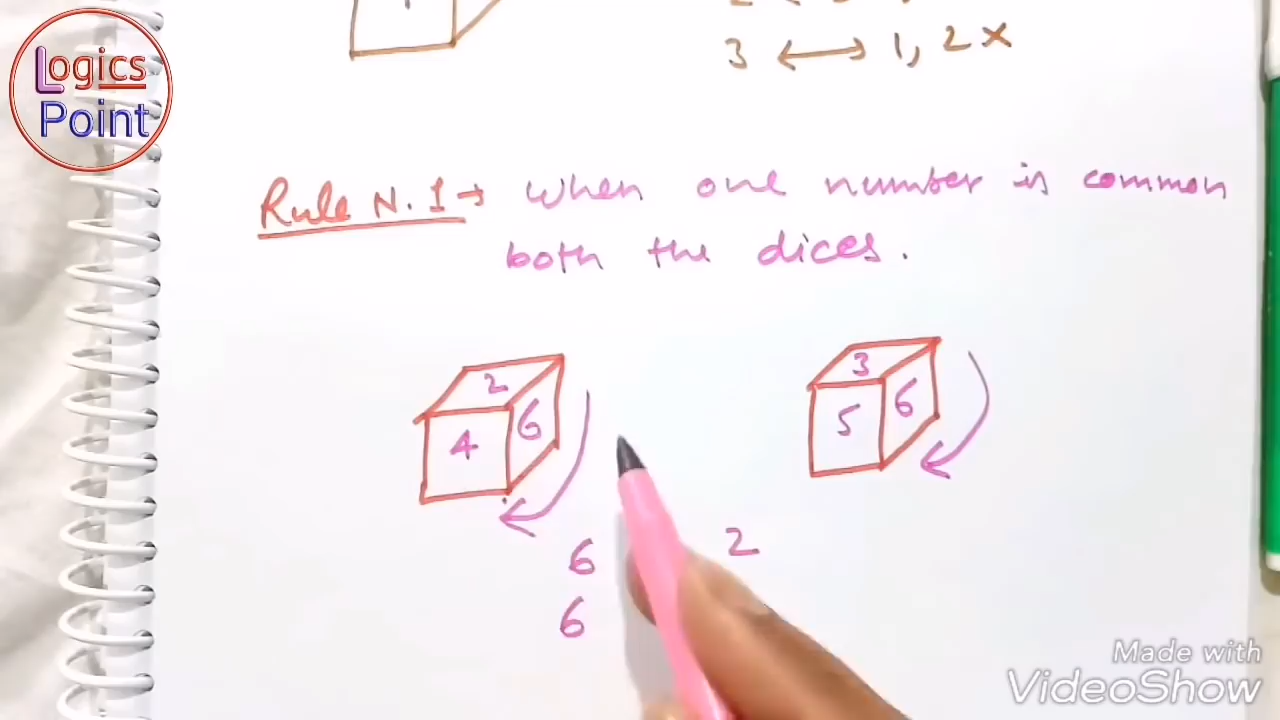 Logics
Point
3 ⟷ 1, 2 ×
Rule N. 1 → When one number is common
both the dices.
2
4 6
3
5 6
6 2
6
Made with
VideoShow